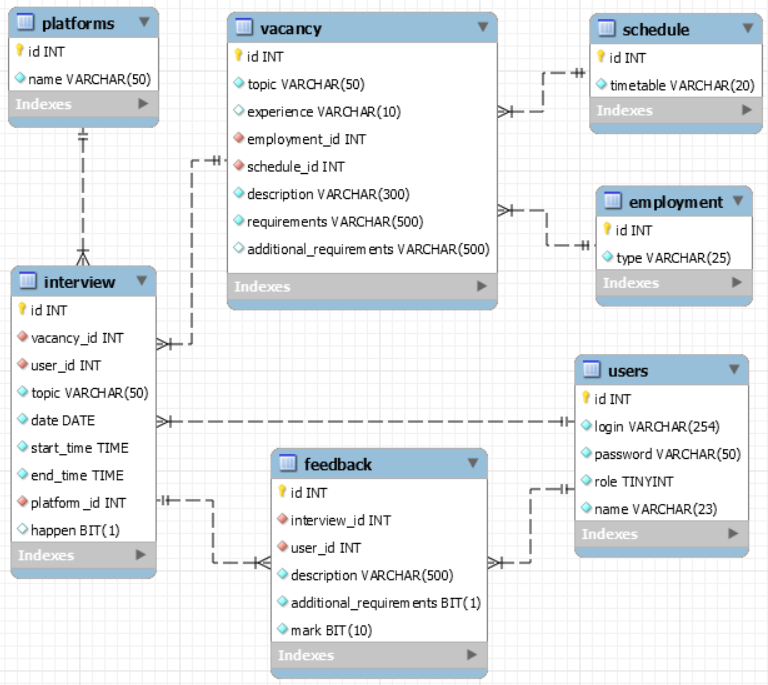 platforms
id INT
name VARCHAR(50)
Indexes
vacancy
id INT
topic VARCHAR(50)
experience VARCHAR(10)
employment_id INT
schedule_id INT
description VARCHAR(300)
requirements VARCHAR(500)
additional_requirements VARCHAR(500)
Indexes
schedule
id INT
timetable VARCHAR(20)
Indexes
employment
id INT
type VARCHAR(25)
Indexes
interview
id INT
vacancy_id INT
user_id INT
topic VARCHAR(50)
date DATE
start_time TIME
end_time TIME
platform _id INT
happen BIT(1)
Indexes
feedback
id INT
interview_id INT
user_id INT
description VARCHAR(500)
additional_requirements BIT(1)
mark BIT(10)
Indexes
users
id INT
login VARCHAR(254)
password VARCHAR(50)
role TINYINT
name VARCHAR(23)
Indexes